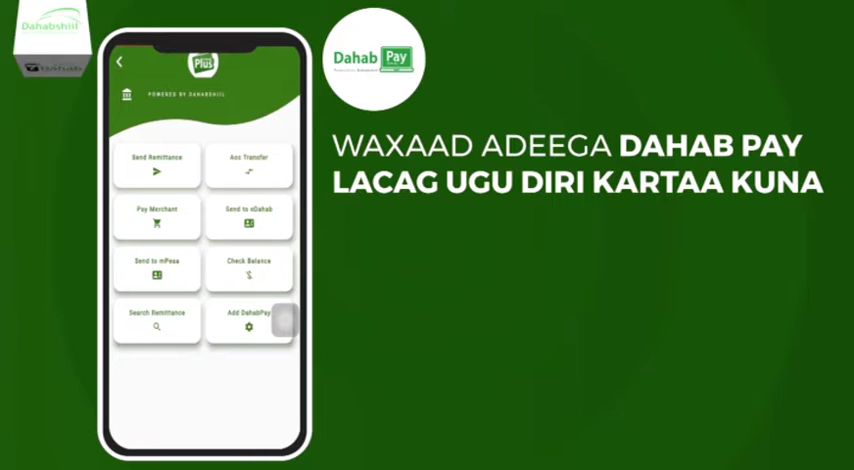 Dahabshiil
Plus
POWERED BY DAHABSHIIL
Send Remittance
Acc Transfer
Pay Merchant
Send to eDahab
Send to mPesa
Check Balance
Search Remittance
Add DahabPay
Dahab Pay
WAXAAD ADEEGA DAHAB PAY
LACAG UGU DIRI KARTAA KUNA